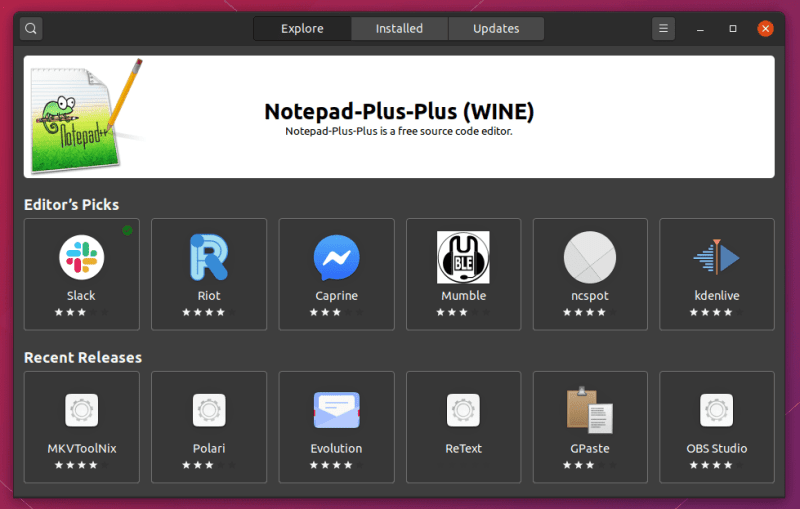 Explore Installed Updates
Notepad++
Notepad-Plus-Plus (WINE)
Notepad-Plus-Plus is a free source code editor.
Editor's Picks
BLE
Slack Riot Caprine Mumble ncspot kdenlive
Recent Releases
MKVToolNix Polari Evolution ReText GPaste OBS Studio